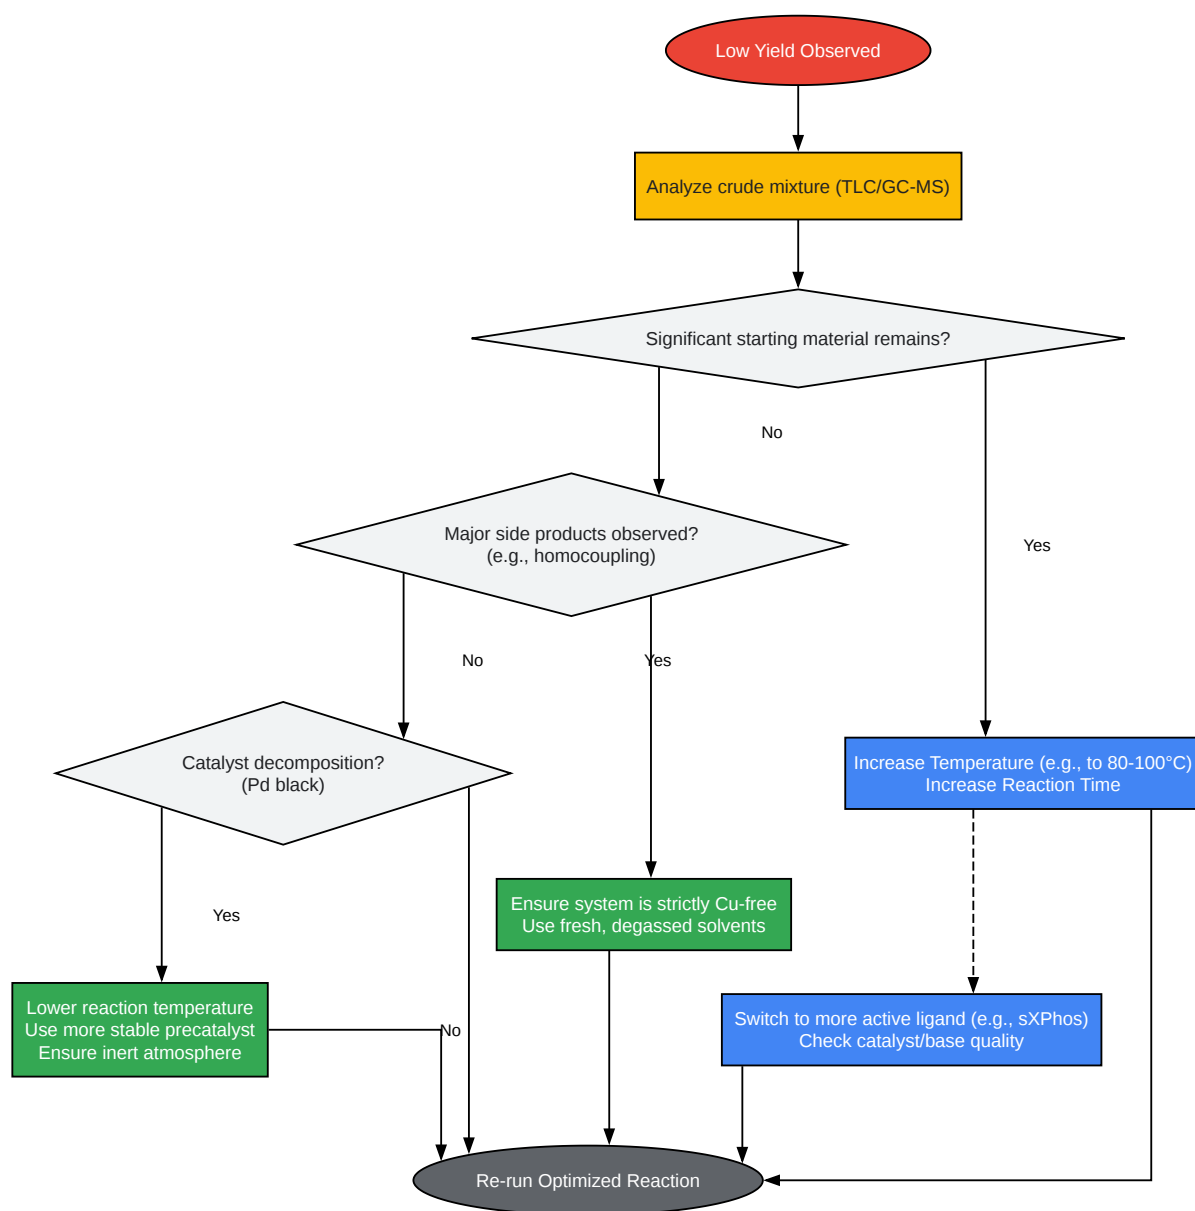 Low Yield Observed
Analyze crude mixture (TLC/GC-MS)
Significant starting material remains?
No
Major side products observed?
(e.g., homocoupling)
Yes
No
Yes
Catalyst decomposition?
(Pd black)
Increase Temperature (e.g., to 80-100°C)
Increase Reaction Time
Ensure system is strictly Cu-free
Use fresh, degassed solvents
Yes
Lower reaction temperature
Use more stable precatalyst
Ensure inert atmosphere
No
Switch to more active ligand (e.g., sXPhos)
Check catalyst/base quality
Re-run Optimized Reaction